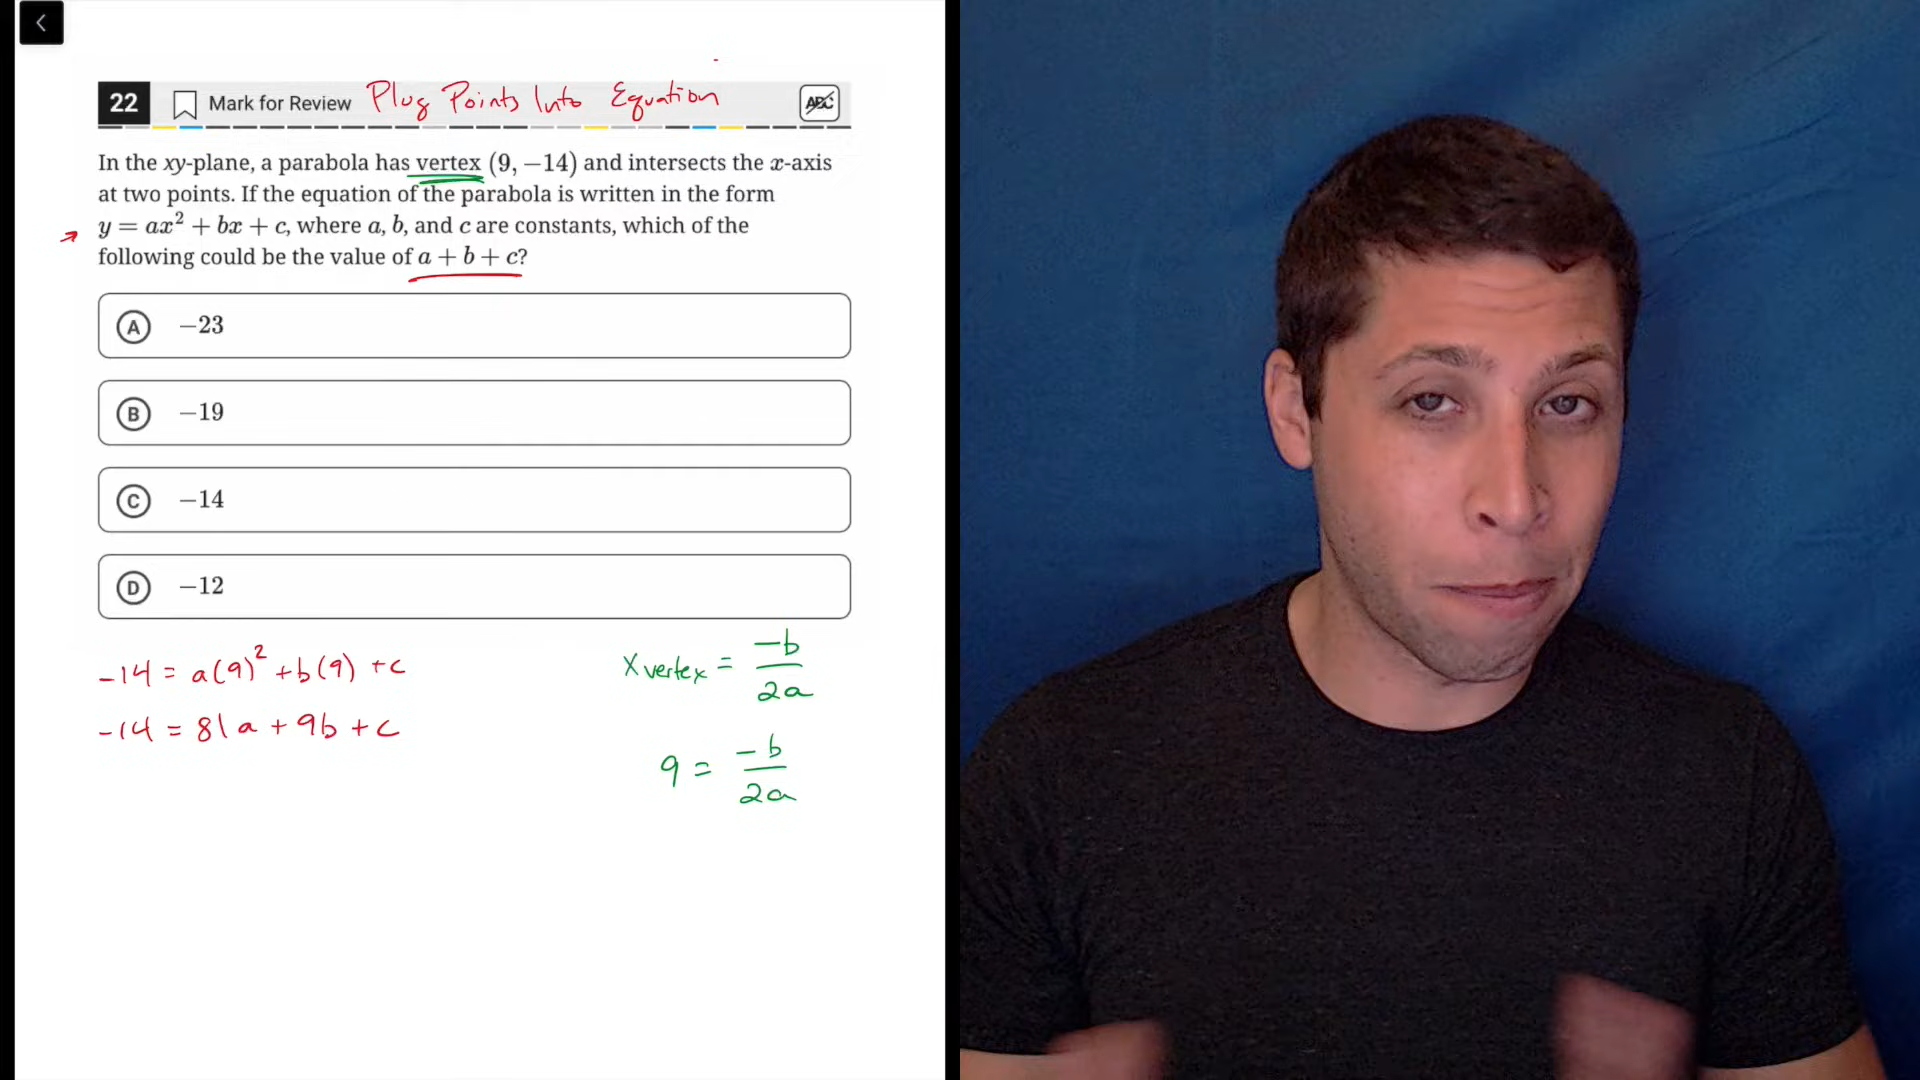 22 Mark for Review Plug Points Into Equation ABC
In the xy-plane, a parabola has vertex (9, −14) and intersects the x-axis
at two points. If the equation of the parabola is written in the form
y = ax² + bx + c, where a, b, and c are constants, which of the
following could be the value of a + b + c?
A −23
B −19
C −14
D −12
-14 = a(9)² + b(9) + c
-14 = 81a + 9b + c
x vertex = -b/2a
9 = -b/2a